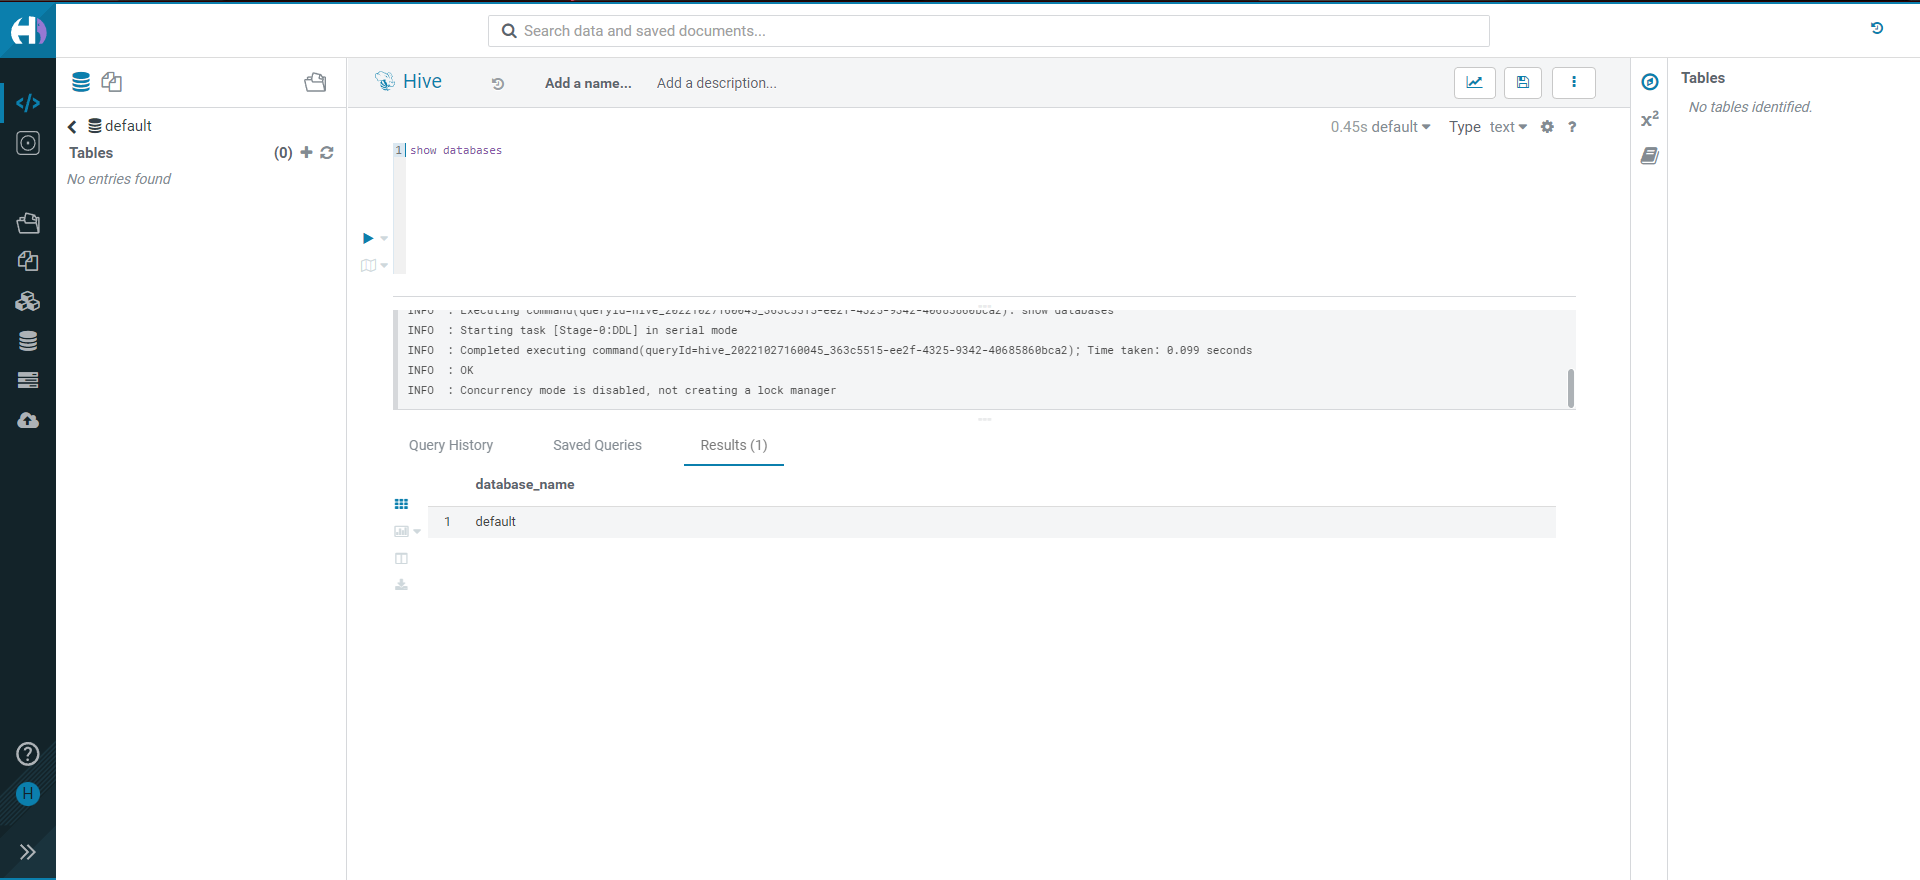 Search data and saved documents...
Hive
Add a name...
Add a description...
Tables
No tables identified.
default
Tables
(0)
No entries found
0.45s default
Type text
?
x²
1 show databases
INFO : Executing command(queryId=hive_20221027160045_363c5515-ee2f-4325-9342-40685860bca2): show databases
INFO : Starting task [Stage-0:DDL] in serial mode
INFO : Completed executing command(queryId=hive_20221027160045_363c5515-ee2f-4325-9342-40685860bca2); Time taken: 0.099 seconds
INFO : OK
INFO : Concurrency mode is disabled, not creating a lock manager
Query History
Saved Queries
Results (1)
database_name
1 default
?
H